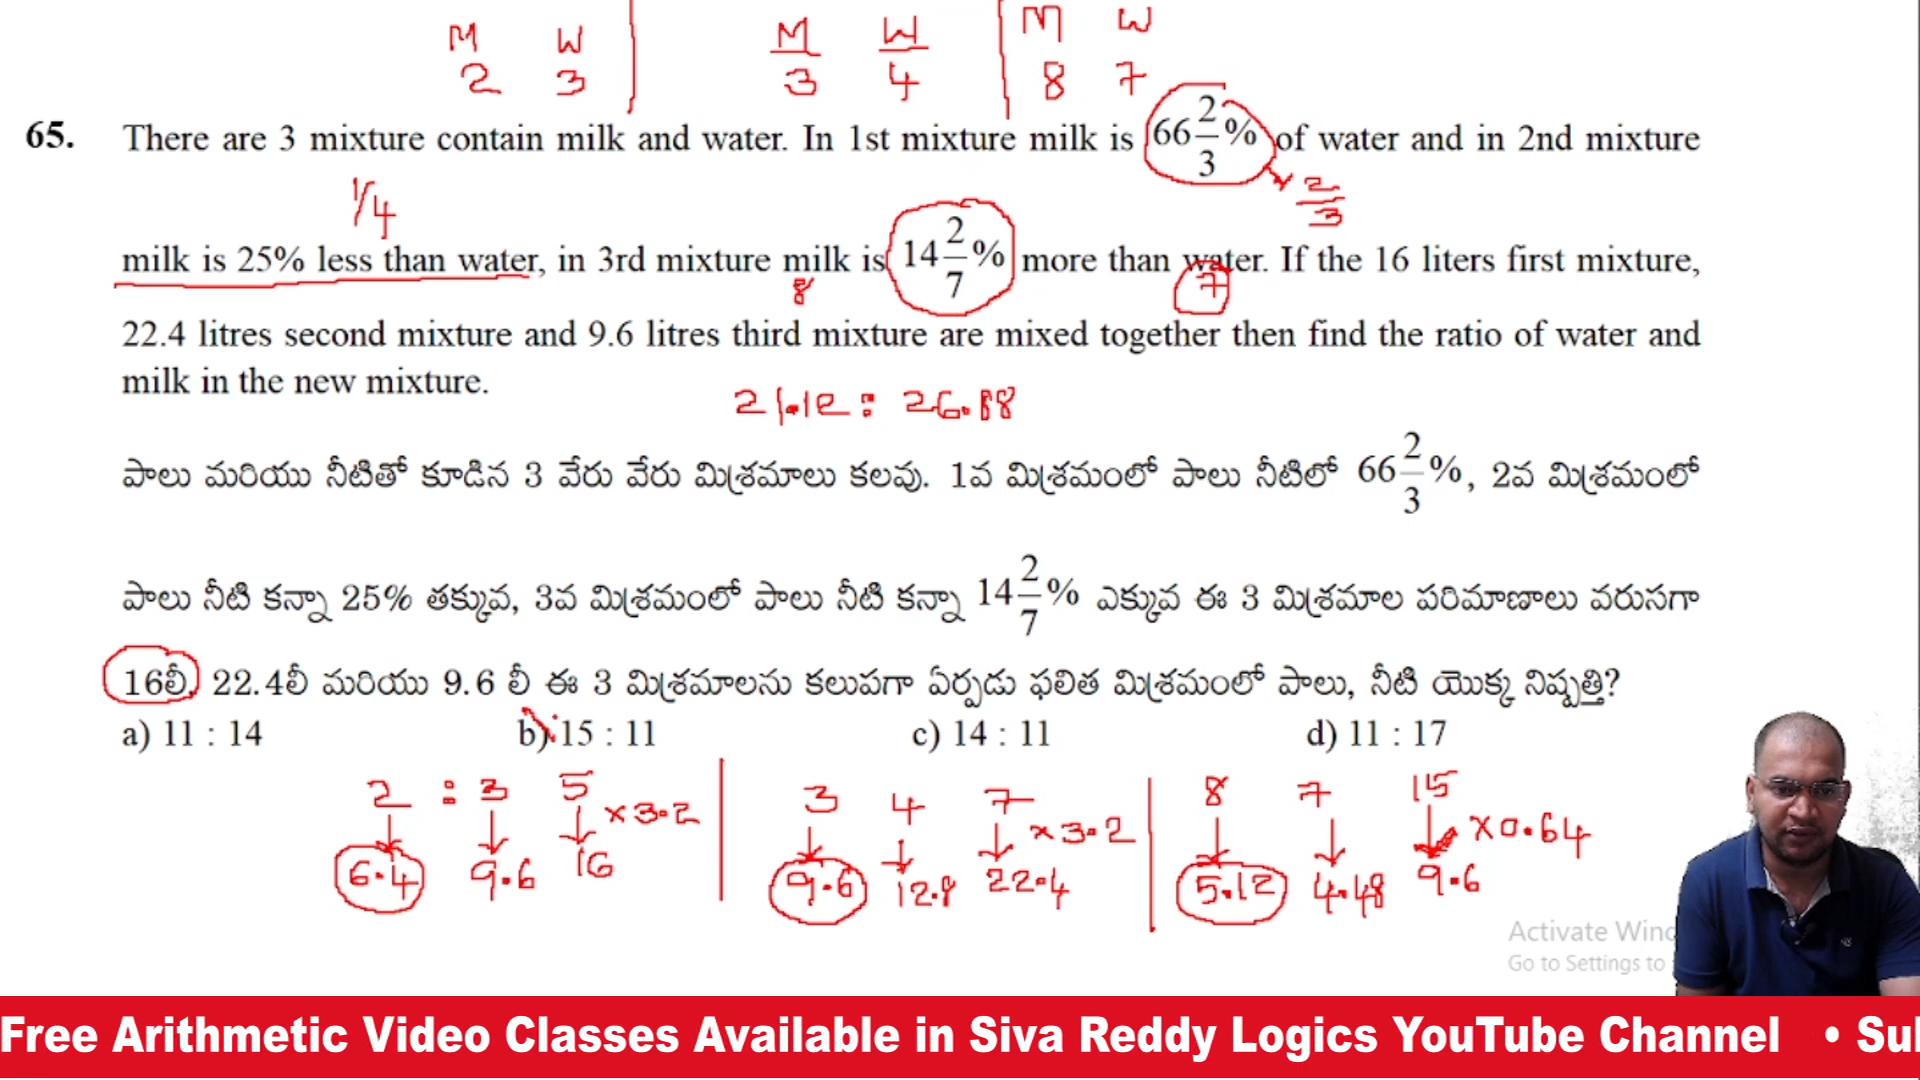 M W M W M W
2 3 3 4 8 7
65. There are 3 mixture contain milk and water. In 1st mixture milk is 66 2/3 % of water and in 2nd mixture
2/3
1/4
milk is 25% less than water, in 3rd mixture milk is 14 2/7 % more than water. If the 16 liters first mixture,
8 7
22.4 litres second mixture and 9.6 litres third mixture are mixed together then find the ratio of water and
milk in the new mixture.
21.12 : 26.88
పాలు మరియు నీటితో కూడిన 3 వేరు వేరు మిశ్రమాలు కలవు. 1వ మిశ్రమంలో పాలు నీటిలో 66 2/3 %, 2వ మిశ్రమంలో
పాలు నీటి కన్నా 25% తక్కువ, 3వ మిశ్రమంలో పాలు నీటి కన్నా 14 2/7 % ఎక్కువ ఈ 3 మిశ్రమాల పరిమాణాలు వరుసగా
16లీ, 22.4లీ మరియు 9.6 లీ ఈ 3 మిశ్రమాలను కలుపగా ఏర్పడు ఫలిత మిశ్రమంలో పాలు, నీటి యొక్క నిష్పత్తి?
a) 11 : 14 b) 15 : 11 c) 14 : 11 d) 11 : 17
2 : 3 5 ×3.2 3 4 7 ×3.2 8 7 15 ×0.64
6.4 9.6 16 9.6 12.8 22.4 5.12 4.48 9.6
Activate Wind
Go to Settings to
Free Arithmetic Video Classes Available in Siva Reddy Logics YouTube Channel • Sul